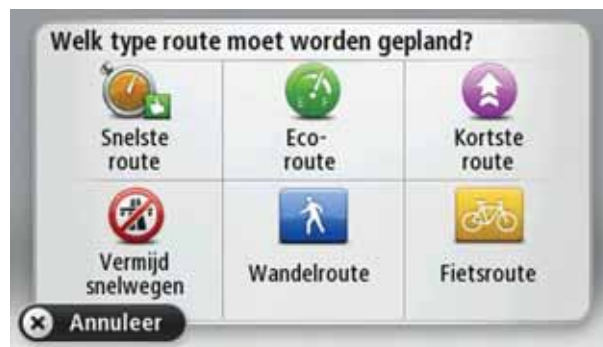 Welk type route moet worden gepland?
Snelste
route
Eco-
route
Kortste
route
Vermijd
snelwegen
Wandelroute
Fietsroute
Annuleer